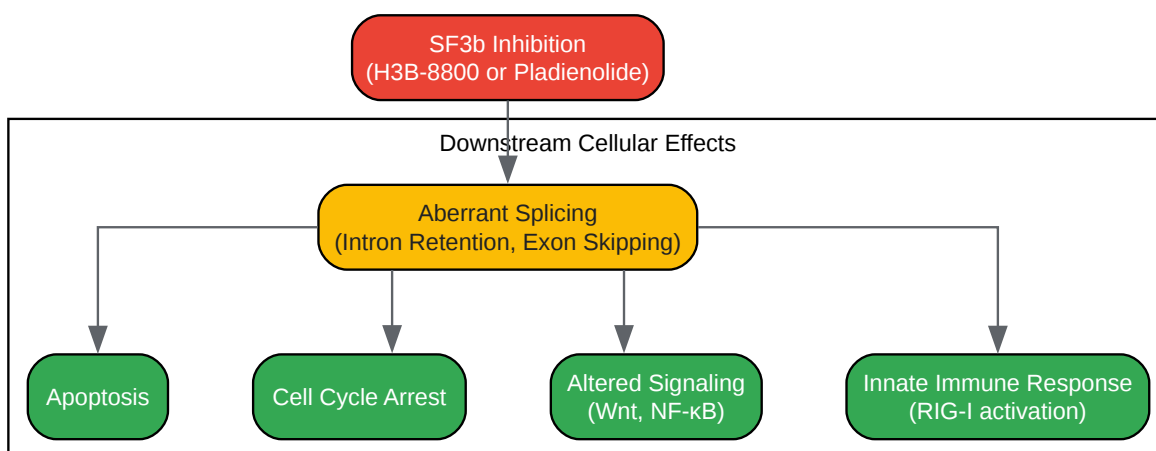 SF3b Inhibition
(H3B-8800 or Pladienolide)
Downstream Cellular Effects
Aberrant Splicing
(Intron Retention, Exon Skipping)
Apoptosis
Cell Cycle Arrest
Altered Signaling
(Wnt, NF-κB)
Innate Immune Response
(RIG-I activation)